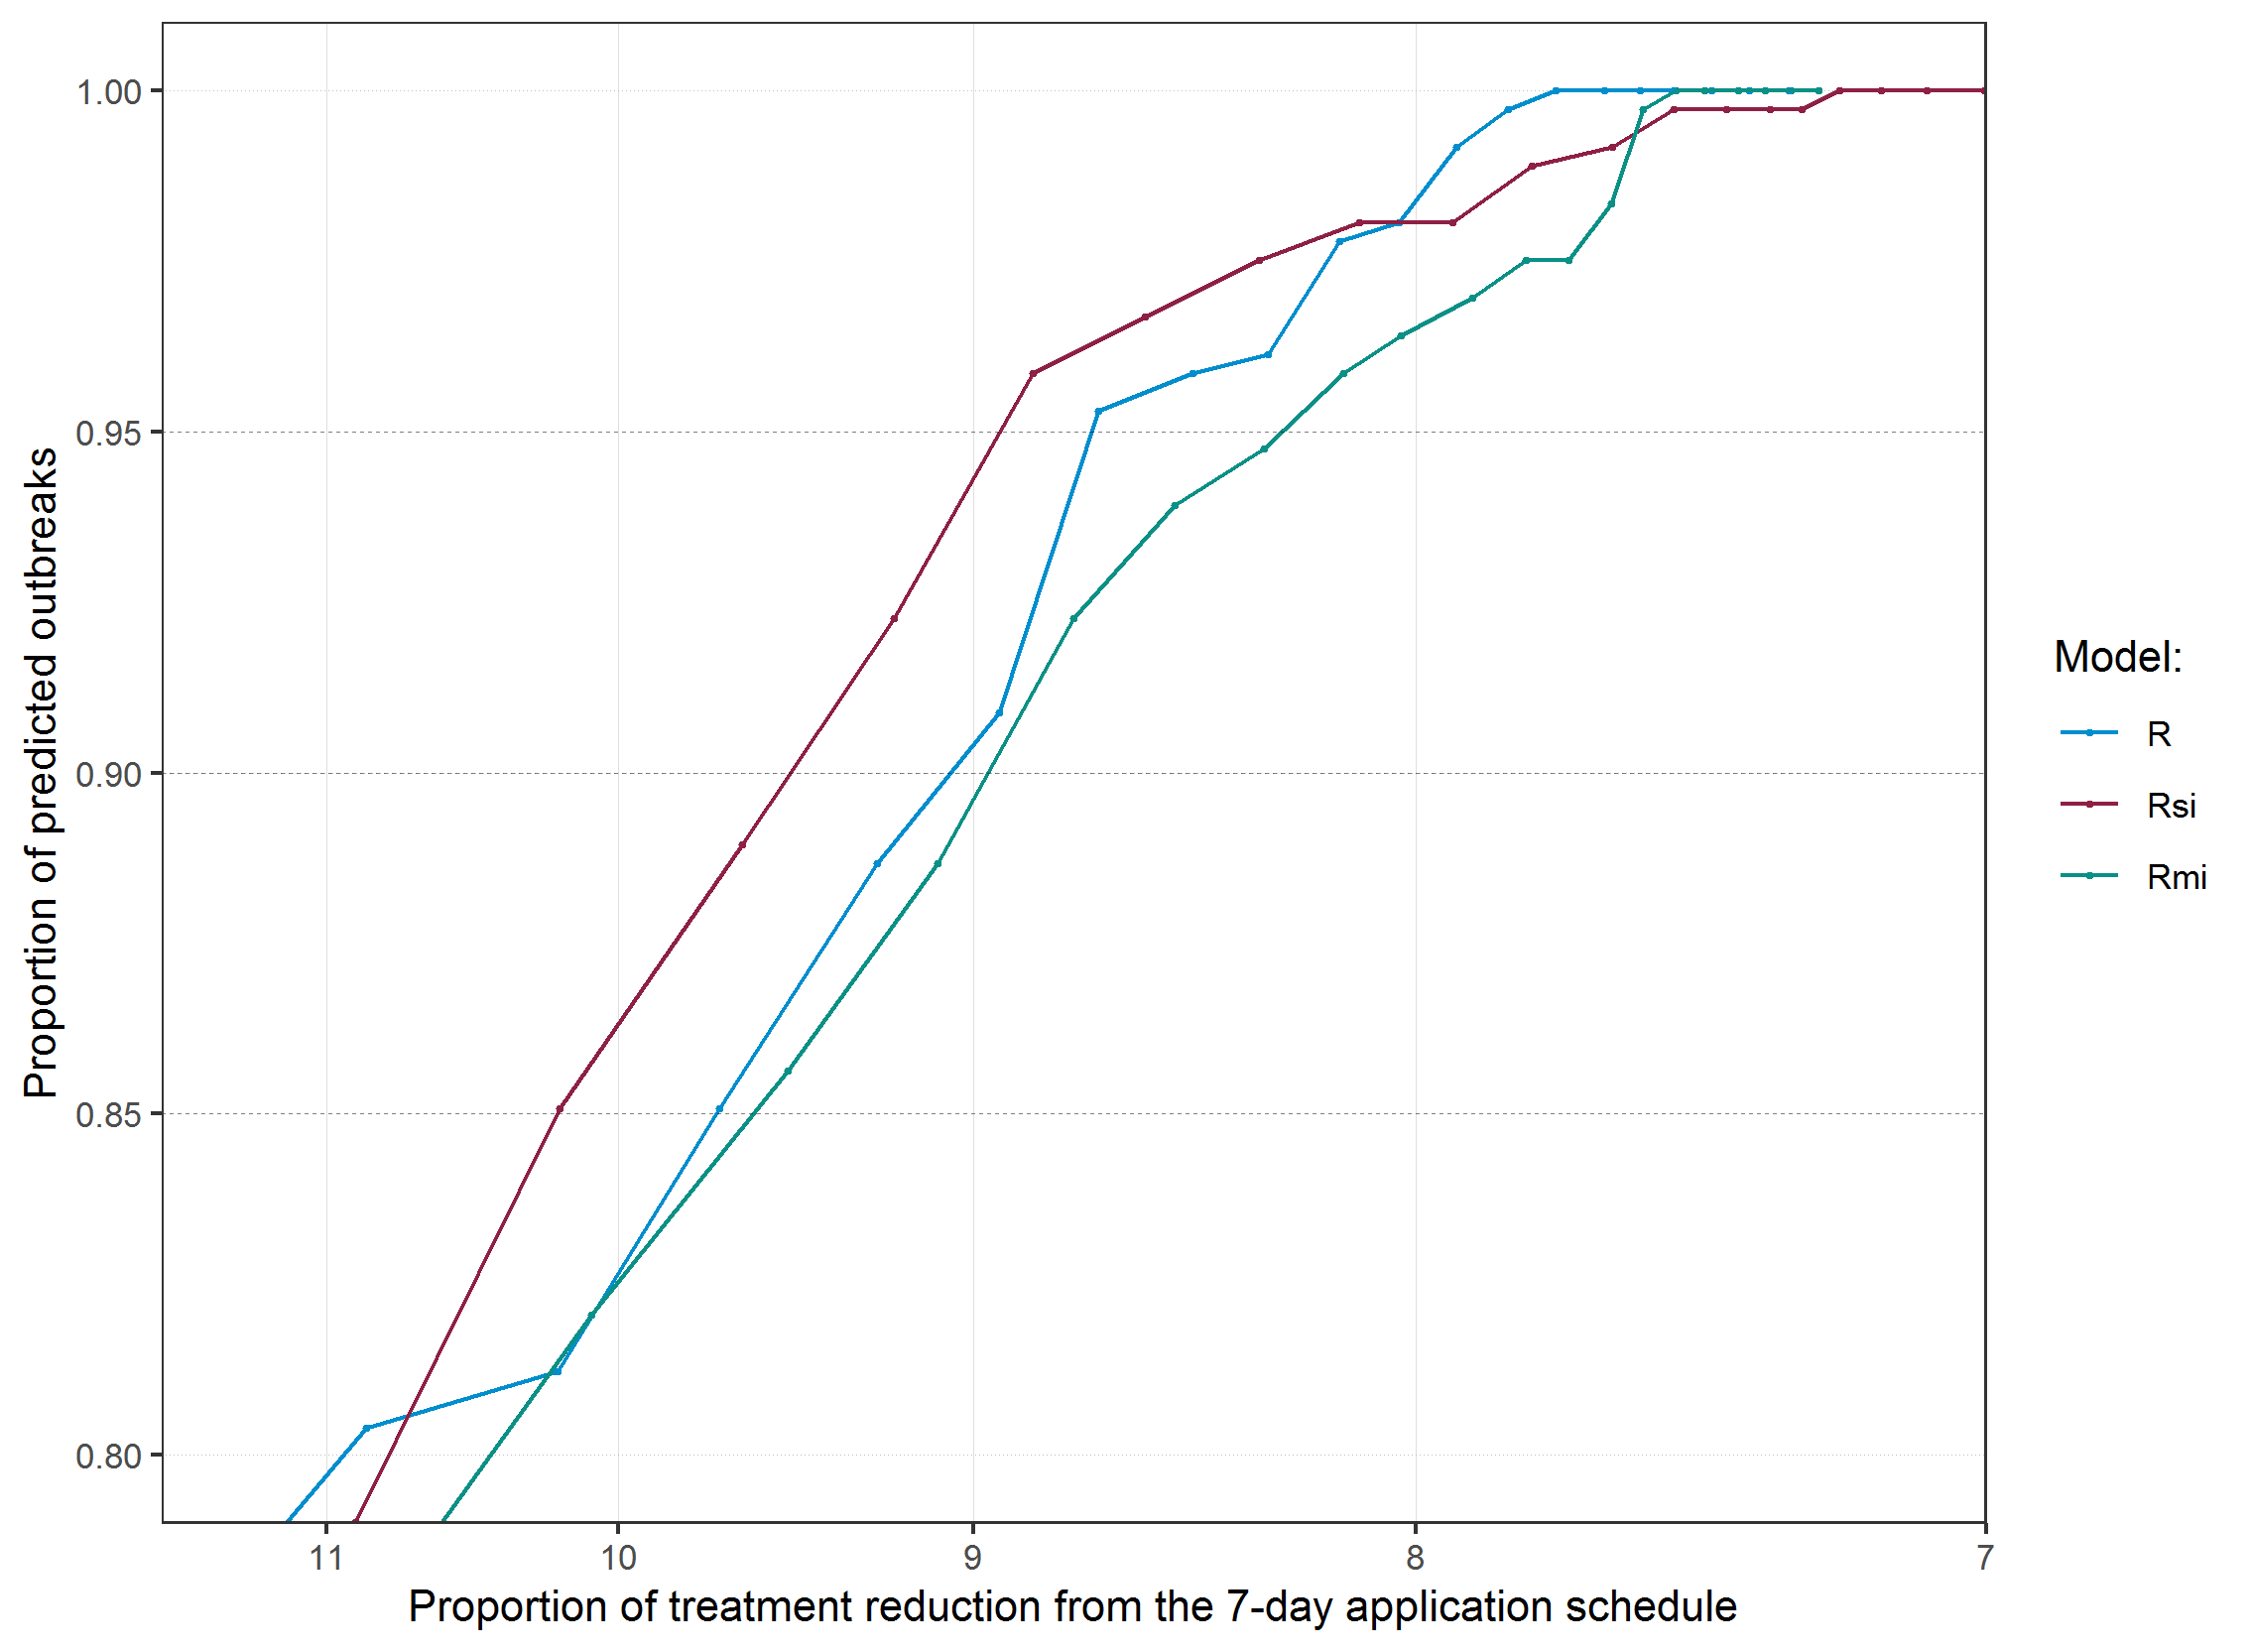 Proportion of predicted outbreaks
1.00
0.95
0.90
0.85
0.80
11 10 9 8 7
Proportion of treatment reduction from the 7-day application schedule
Model:
R
Rsi
Rmi